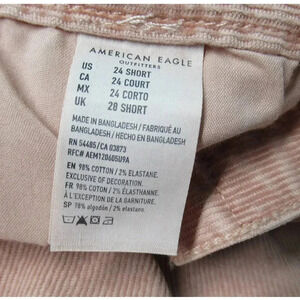 AMERICAN EAGLE
OUTFITTERS
US 24 SHORT
CA 24 COURT
MX 24 CORTO
UK 28 SHORT
MADE IN BANGLADESH / FABRIQUÉ AU
BANGLADESH / HECHO EN BANGLADESH
RN 54485/CA 03873
RFC# AEM120605U9A
EN 98% COTTON / 2% ELASTANE.
EXCLUSIVE OF DECORATION.
FR 98% COTON / 2% ÉLASTHANNE.
À L'EXCEPTION DE LA GARNITURE.
SP 98% algodón / 2% elastano.